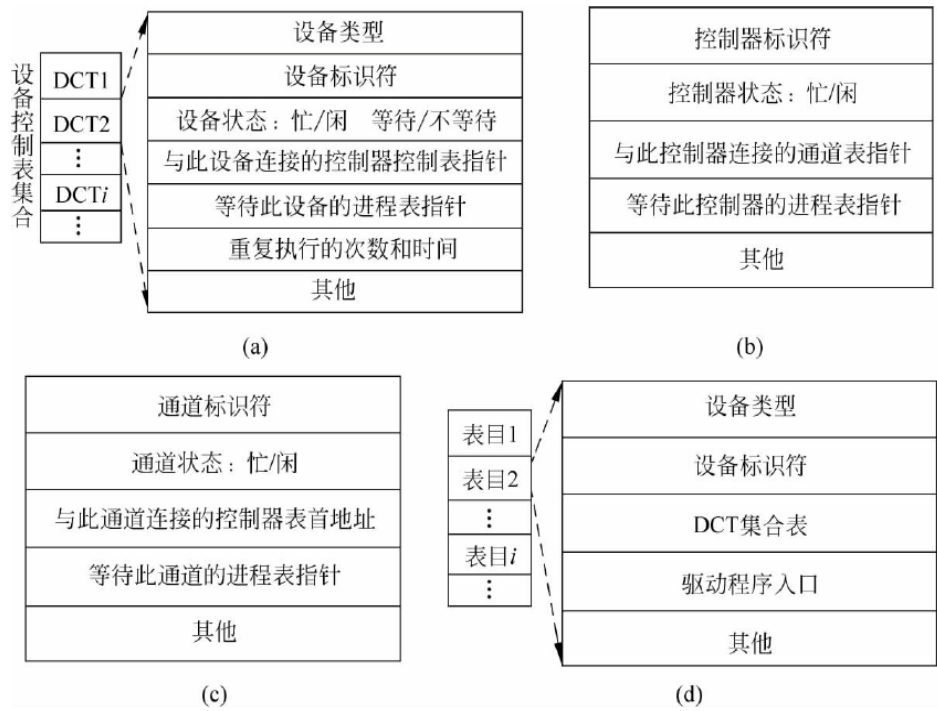 设备控制表集合
DCT1
DCT2
⋮
DCTi
⋮
设备类型
设备标识符
设备状态：忙/闲 等待/不等待
与此设备连接的控制器控制表指针
等待此设备的进程表指针
重复执行的次数和时间
其他
(a)
控制器标识符
控制器状态：忙/闲
与此控制器连接的通道表指针
等待此控制器的进程表指针
其他
(b)
通道标识符
通道状态：忙/闲
与此通道连接的控制器表首地址
等待此通道的进程表指针
其他
(c)
表目1
表目2
⋮
表目i
⋮
设备类型
设备标识符
DCT集合表
驱动程序入口
其他
(d)